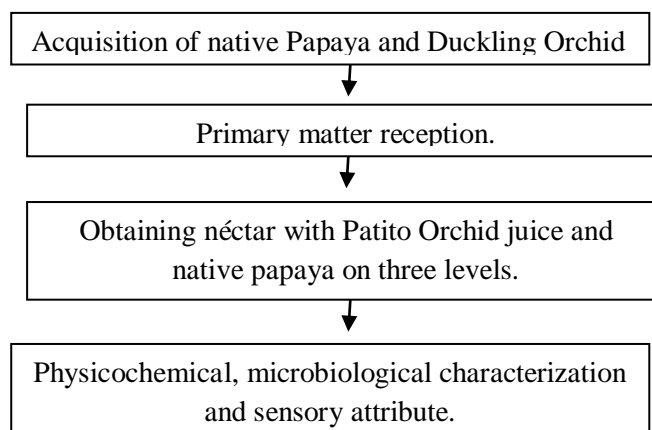 Acquisition of native Papaya and Duckling Orchid
Primary matter reception.
Obtaining néctar with Patito Orchid juice and
native papaya on three levels.
Physicochemical, microbiological characterization
and sensory attribute.